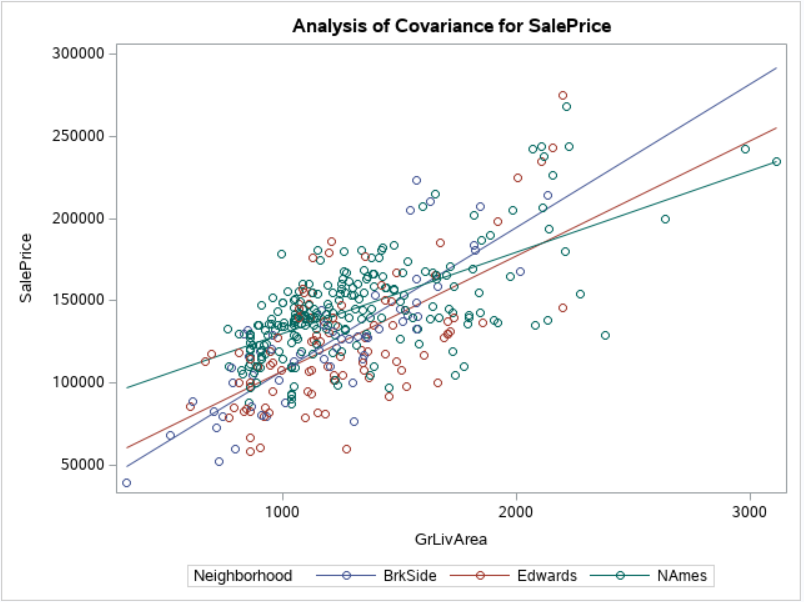 Analysis of Covariance for SalePrice
300000
250000
200000
150000
100000
50000
SalePrice
1000 2000 3000
GrLivArea
Neighborhood BrkSide Edwards NAmes